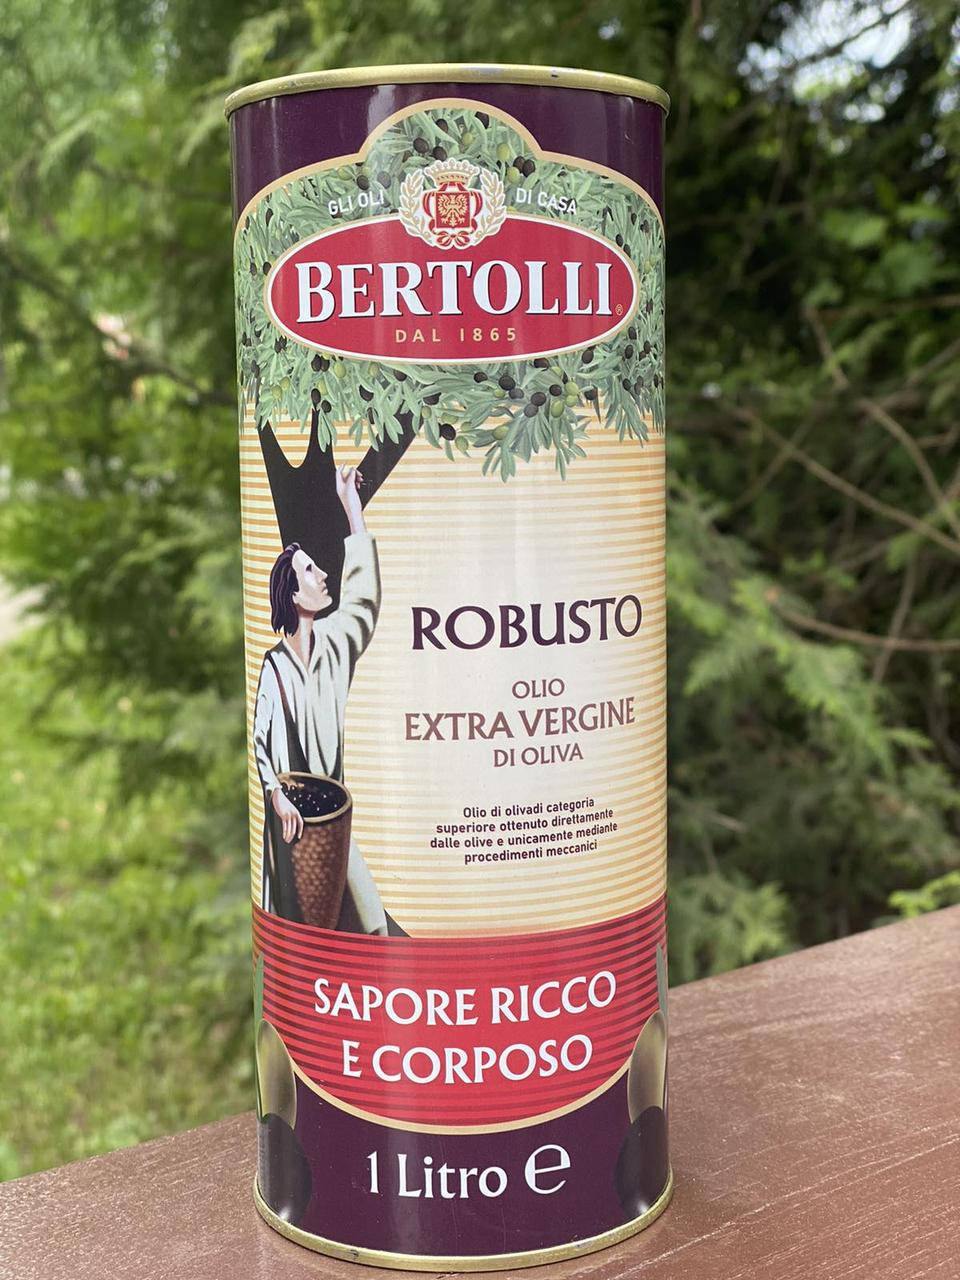 GLI OLI DI CASA
BERTOLLI®
DAL 1865
ROBUSTO
OLIO
EXTRA VERGINE
DI OLIVA
Olio di olivadi categoria
superiore ottenuto direttamente
dalle olive e unicamente mediante
procedimenti meccanici
SAPORE RICCO
E CORPOSO
1 Litro ℮